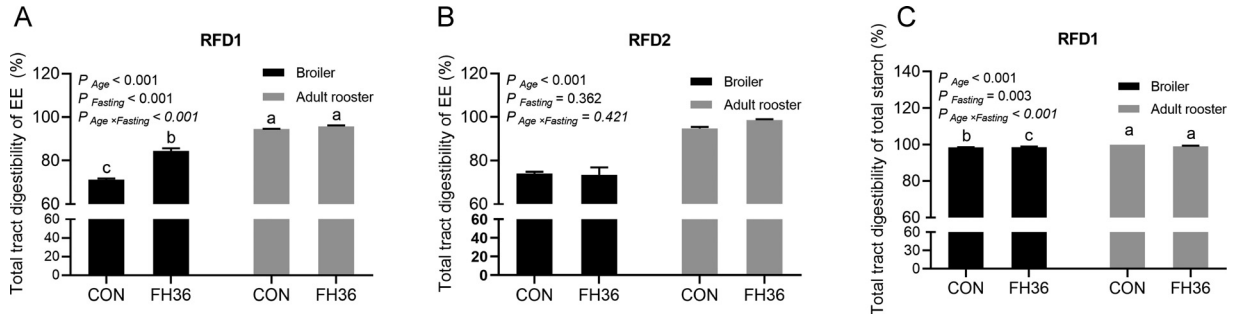 A
RFD1
Total tract digestibility of EE (%)
120
100
80
60
60
40
20
0
P Age < 0.001
P Fasting < 0.001
P Age ×Fasting < 0.001
Broiler
Adult rooster
c
b
a
a
CON
FH36
CON
FH36
B
RFD2
Total tract digestibility of EE (%)
120
100
80
60
60
50
40
30
20
10
0
P Age < 0.001
P Fasting = 0.362
P Age ×Fasting = 0.421
Broiler
Adult rooster
CON
FH36
CON
FH36
C
RFD1
Total tract digestibility of total starch (%)
140
120
100
80
60
60
30
0
P Age < 0.001
P Fasting = 0.003
P Age ×Fasting < 0.001
Broiler
Adult rooster
b
c
a
a
CON
FH36
CON
FH36